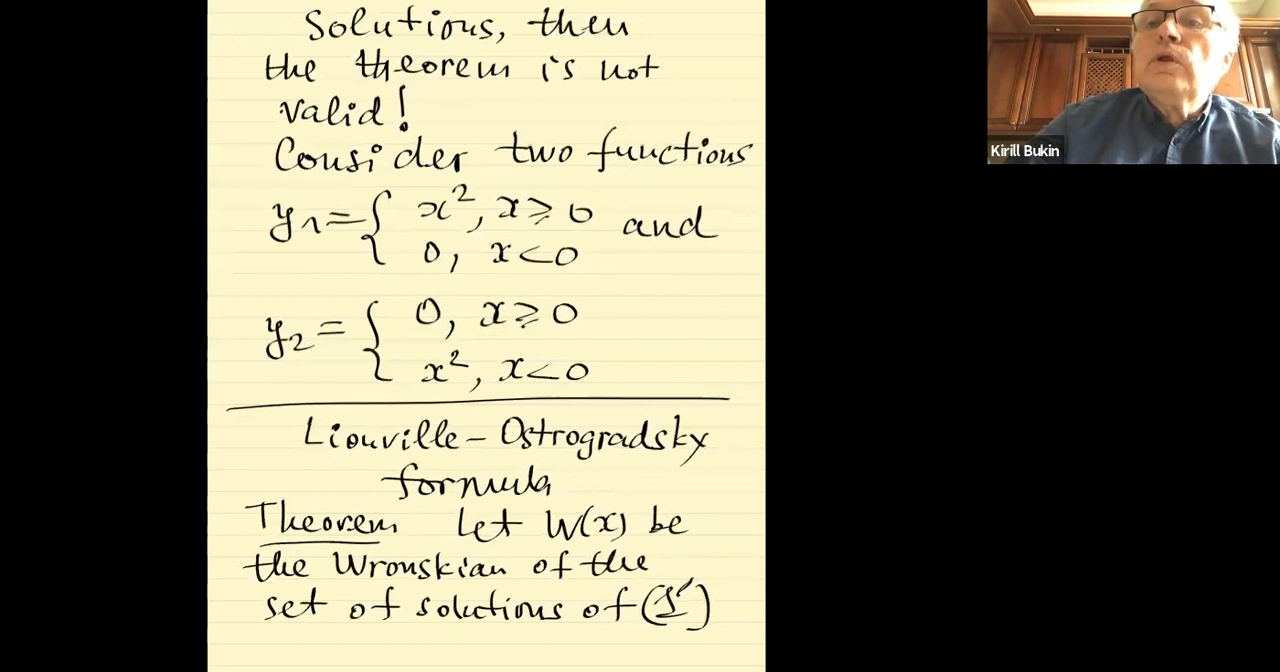 Solutions, then
the theorem is not
valid!
Consider two functions
y₁ = { x², x ⩾ 0 and
0, x < 0
y₂ = { 0, x ⩾ 0
x², x < 0
Liouville – Ostrogradsky
formula
Theorem Let W(x) be
the Wronskian of the
set of solutions of (1')
Kirill Bukin